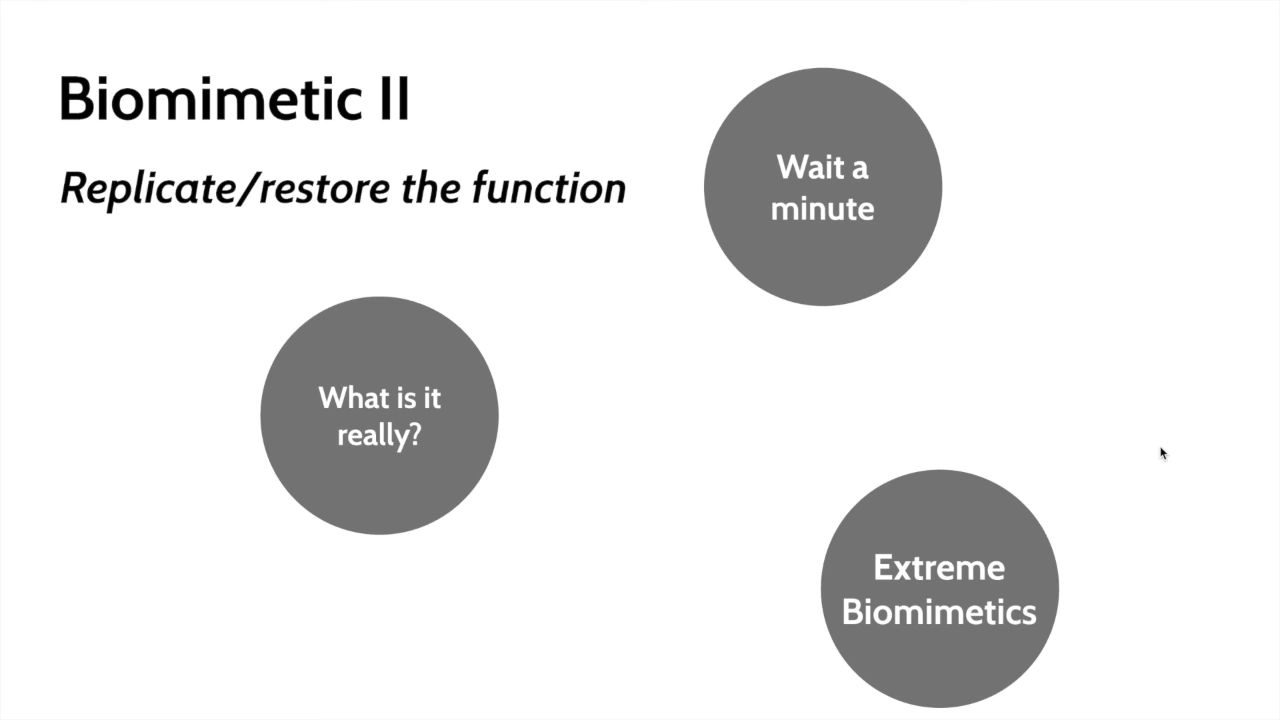 Biomimetic II
Replicate/restore the function
Wait a
minute
What is it
really?
Extreme
Biomimetics